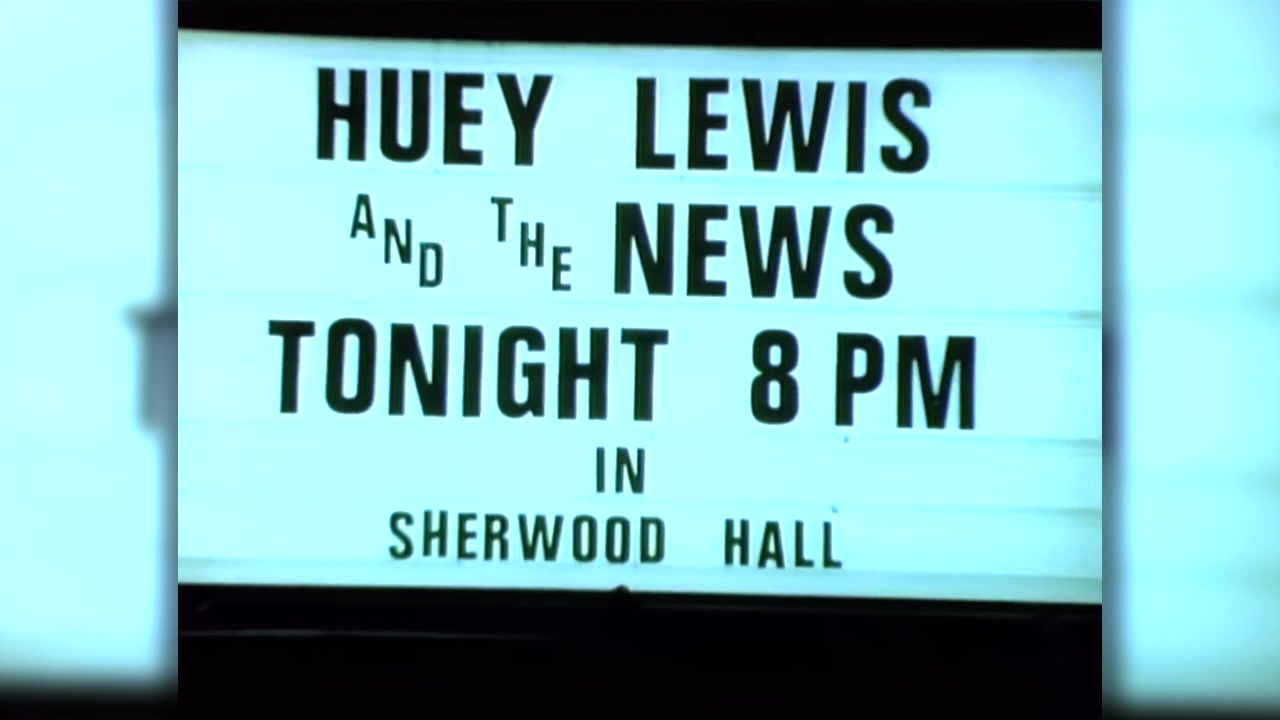 HUEY LEWIS
AND THE NEWS
TONIGHT 8 PM
IN
SHERWOOD HALL